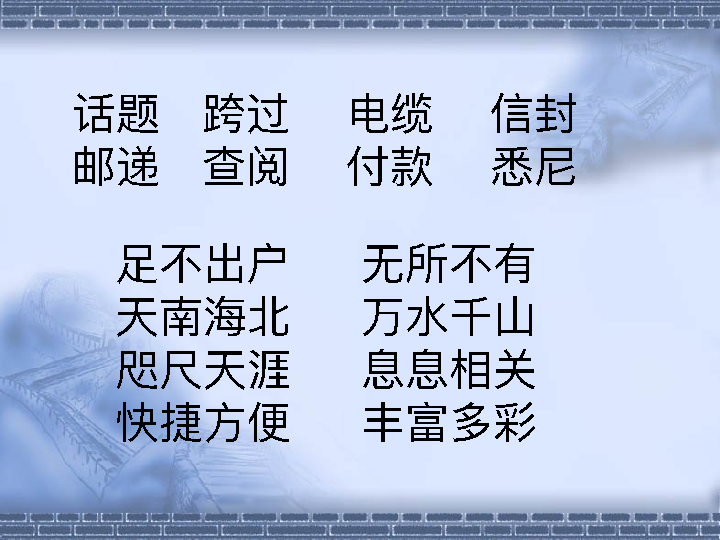 话题 跨过 电缆 信封
邮递 查阅 付款 悉尼
足不出户 无所不有
天南海北 万水千山
咫尺天涯 息息相关
快捷方便 丰富多彩